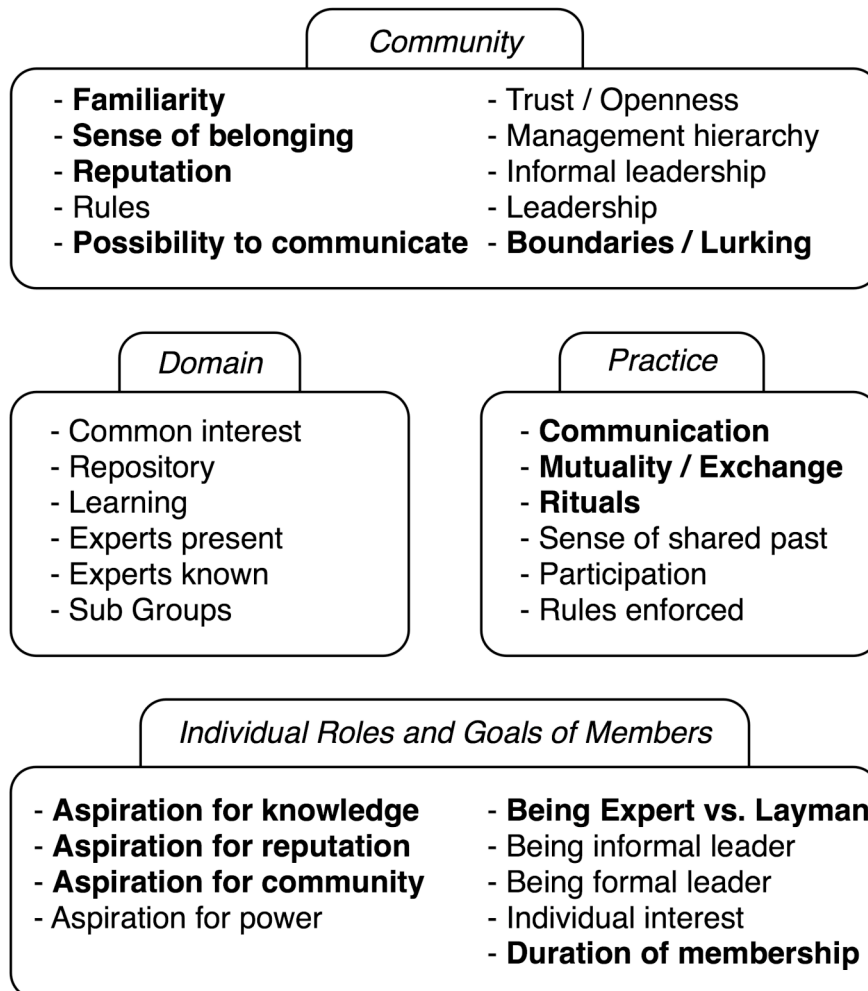 Community
- Familiarity
- Sense of belonging
- Reputation
- Rules
- Possibility to communicate
- Trust / Openness
- Management hierarchy
- Informal leadership
- Leadership
- Boundaries / Lurking
Domain
- Common interest
- Repository
- Learning
- Experts present
- Experts known
- Sub Groups
Practice
- Communication
- Mutuality / Exchange
- Rituals
- Sense of shared past
- Participation
- Rules enforced
Individual Roles and Goals of Members
- Aspiration for knowledge
- Aspiration for reputation
- Aspiration for community
- Aspiration for power
- Being Expert vs. Layman
- Being informal leader
- Being formal leader
- Individual interest
- Duration of membership